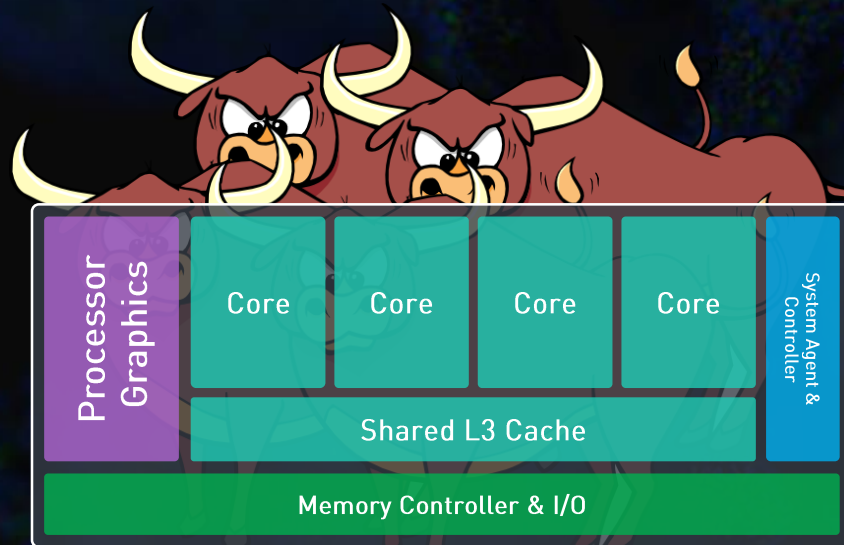 Processor
Graphics
Core
Core
Core
Core
System Agent &
Controller
Shared L3 Cache
Memory Controller & I/O